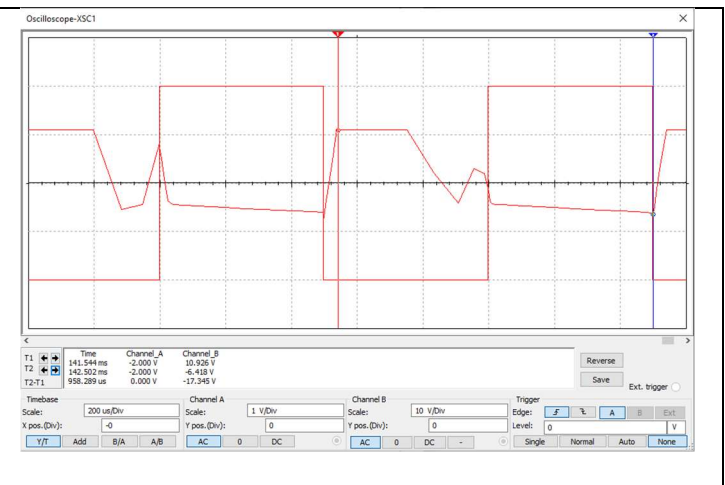 Oscilloscope-XSC1
Time Channel_A Channel_B
T1 141.544 ms -2.000 V 10.926 V
T2 142.502 ms -2.000 V -6.418 V
T2-T1 958.289 us 0.000 V -17.345 V
Reverse
Save
Ext. trigger
Timebase
Scale: 200 us/Div
X pos.(Div): -0
Y/T Add B/A A/B
Channel A
Scale: 1 V/Div
Y pos.(Div): 0
AC 0 DC
Channel B
Scale: 10 V/Div
Y pos.(Div): 0
AC 0 DC -
Trigger
Edge: A B Ext
Level: 0 V
Single Normal Auto None